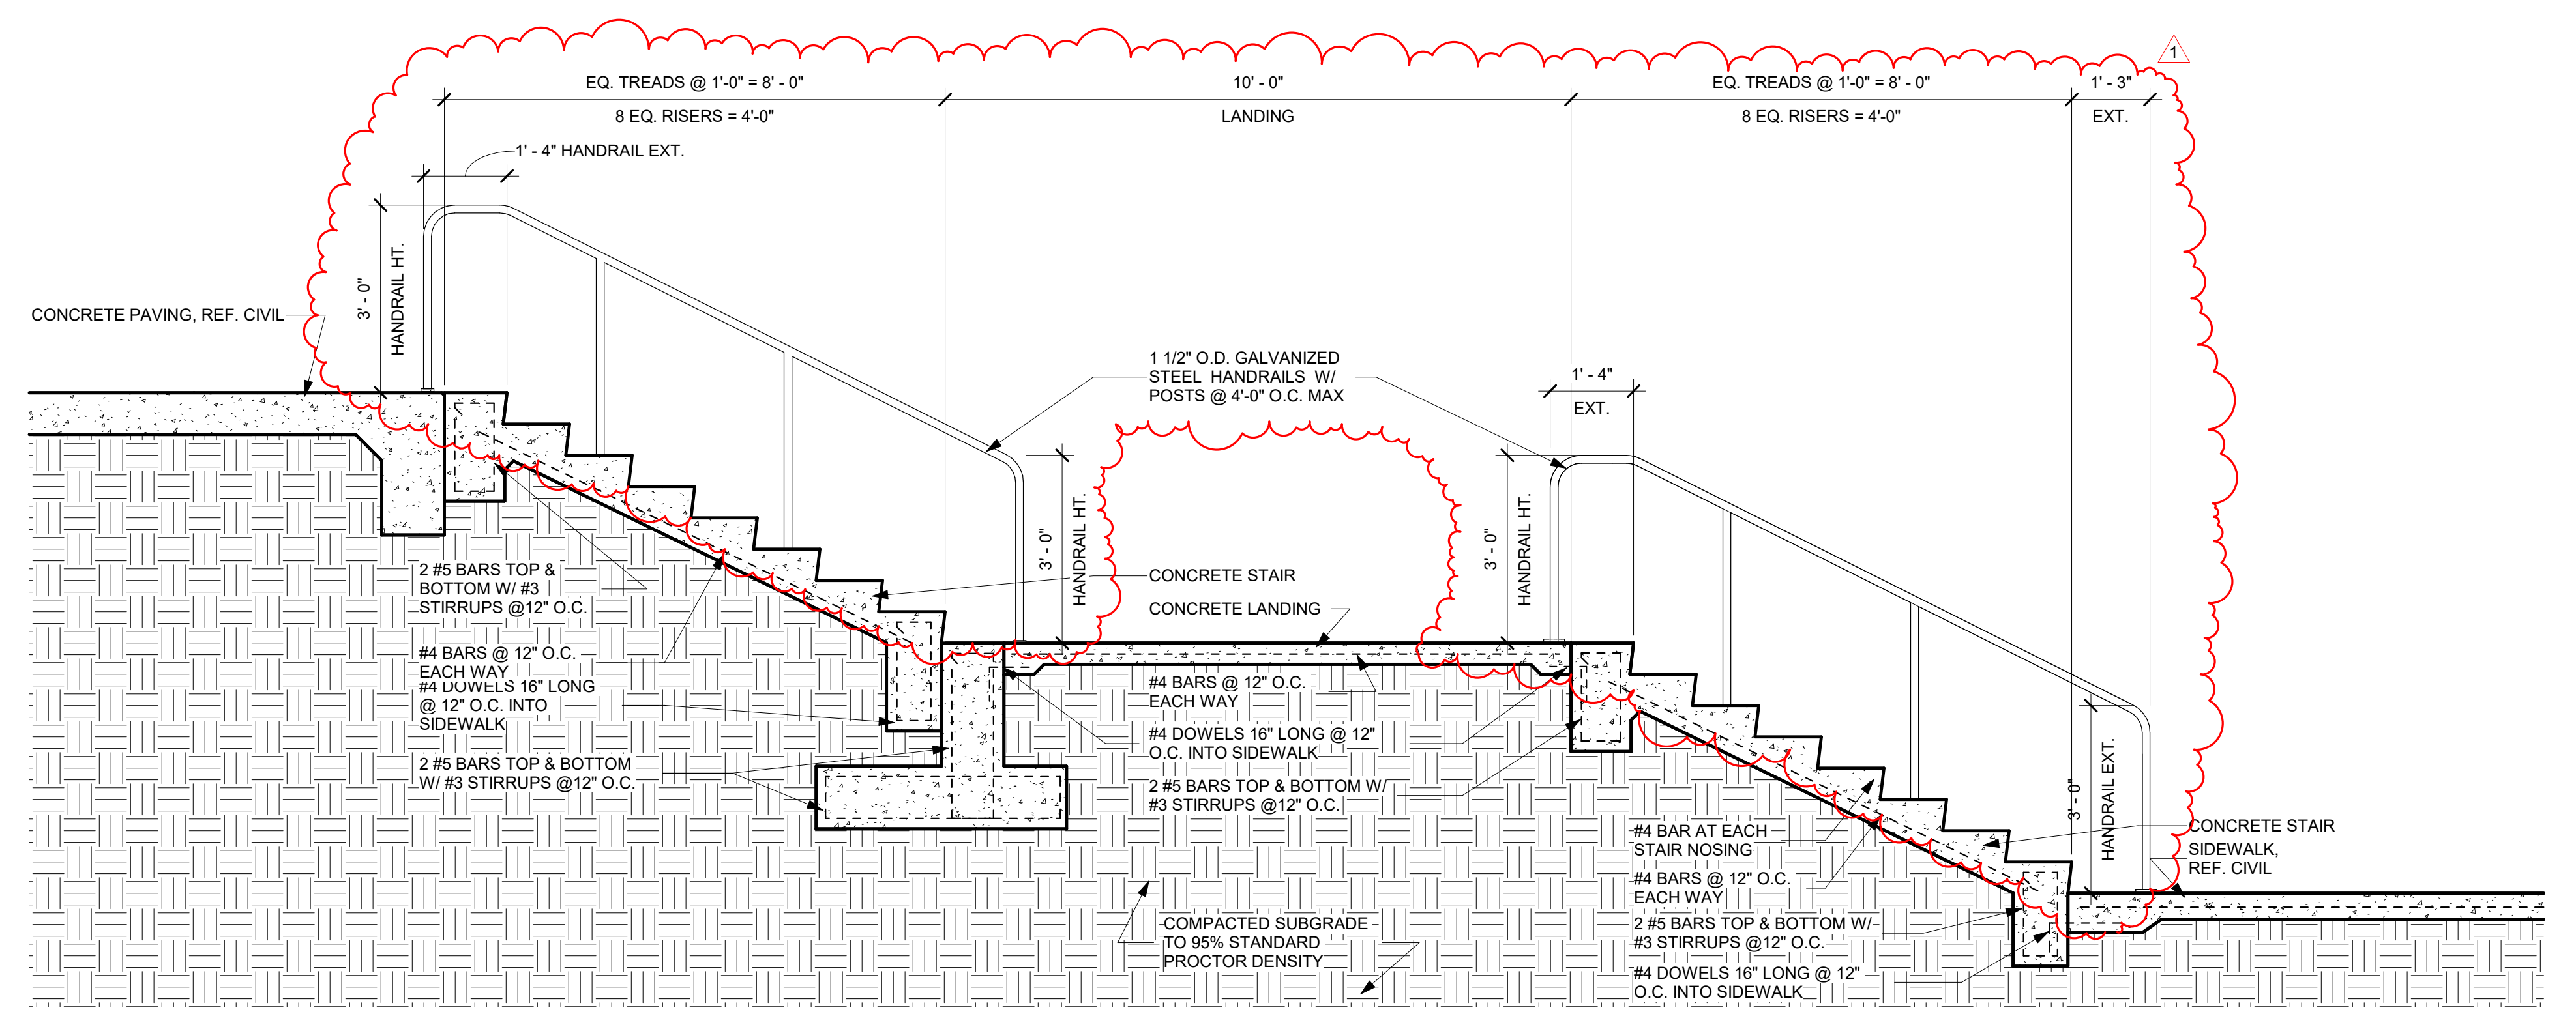 1
EQ. TREADS @ 1'-0" = 8' - 0"
10' - 0"
EQ. TREADS @ 1'-0" = 8' - 0"
1' - 3"
8 EQ. RISERS = 4'-0"
LANDING
8 EQ. RISERS = 4'-0"
EXT.
1' - 4" HANDRAIL EXT.
3' - 0"
HANDRAIL HT.
CONCRETE PAVING, REF. CIVIL
1 1/2" O.D. GALVANIZED
STEEL HANDRAILS W/
POSTS @ 4'-0" O.C. MAX
1' - 4"
EXT.
3' - 0"
HANDRAIL HT.
3' - 0"
HANDRAIL HT.
2 #5 BARS TOP &
BOTTOM W/ #3
STIRRUPS @12" O.C.
CONCRETE STAIR
CONCRETE LANDING
#4 BARS @ 12" O.C.
EACH WAY
#4 DOWELS 16" LONG
@ 12" O.C. INTO
SIDEWALK
2 #5 BARS TOP & BOTTOM
W/ #3 STIRRUPS @12" O.C.
#4 BARS @ 12" O.C.
EACH WAY
#4 DOWELS 16" LONG @ 12"
O.C. INTO SIDEWALK
2 #5 BARS TOP & BOTTOM W/
#3 STIRRUPS @12" O.C.
3' - 0"
HANDRAIL EXT.
CONCRETE STAIR
SIDEWALK,
REF. CIVIL
#4 BAR AT EACH
STAIR NOSING
#4 BARS @ 12" O.C.
EACH WAY
2 #5 BARS TOP & BOTTOM W/
#3 STIRRUPS @12" O.C.
#4 DOWELS 16" LONG @ 12"
O.C. INTO SIDEWALK
COMPACTED SUBGRADE
TO 95% STANDARD
PROCTOR DENSITY